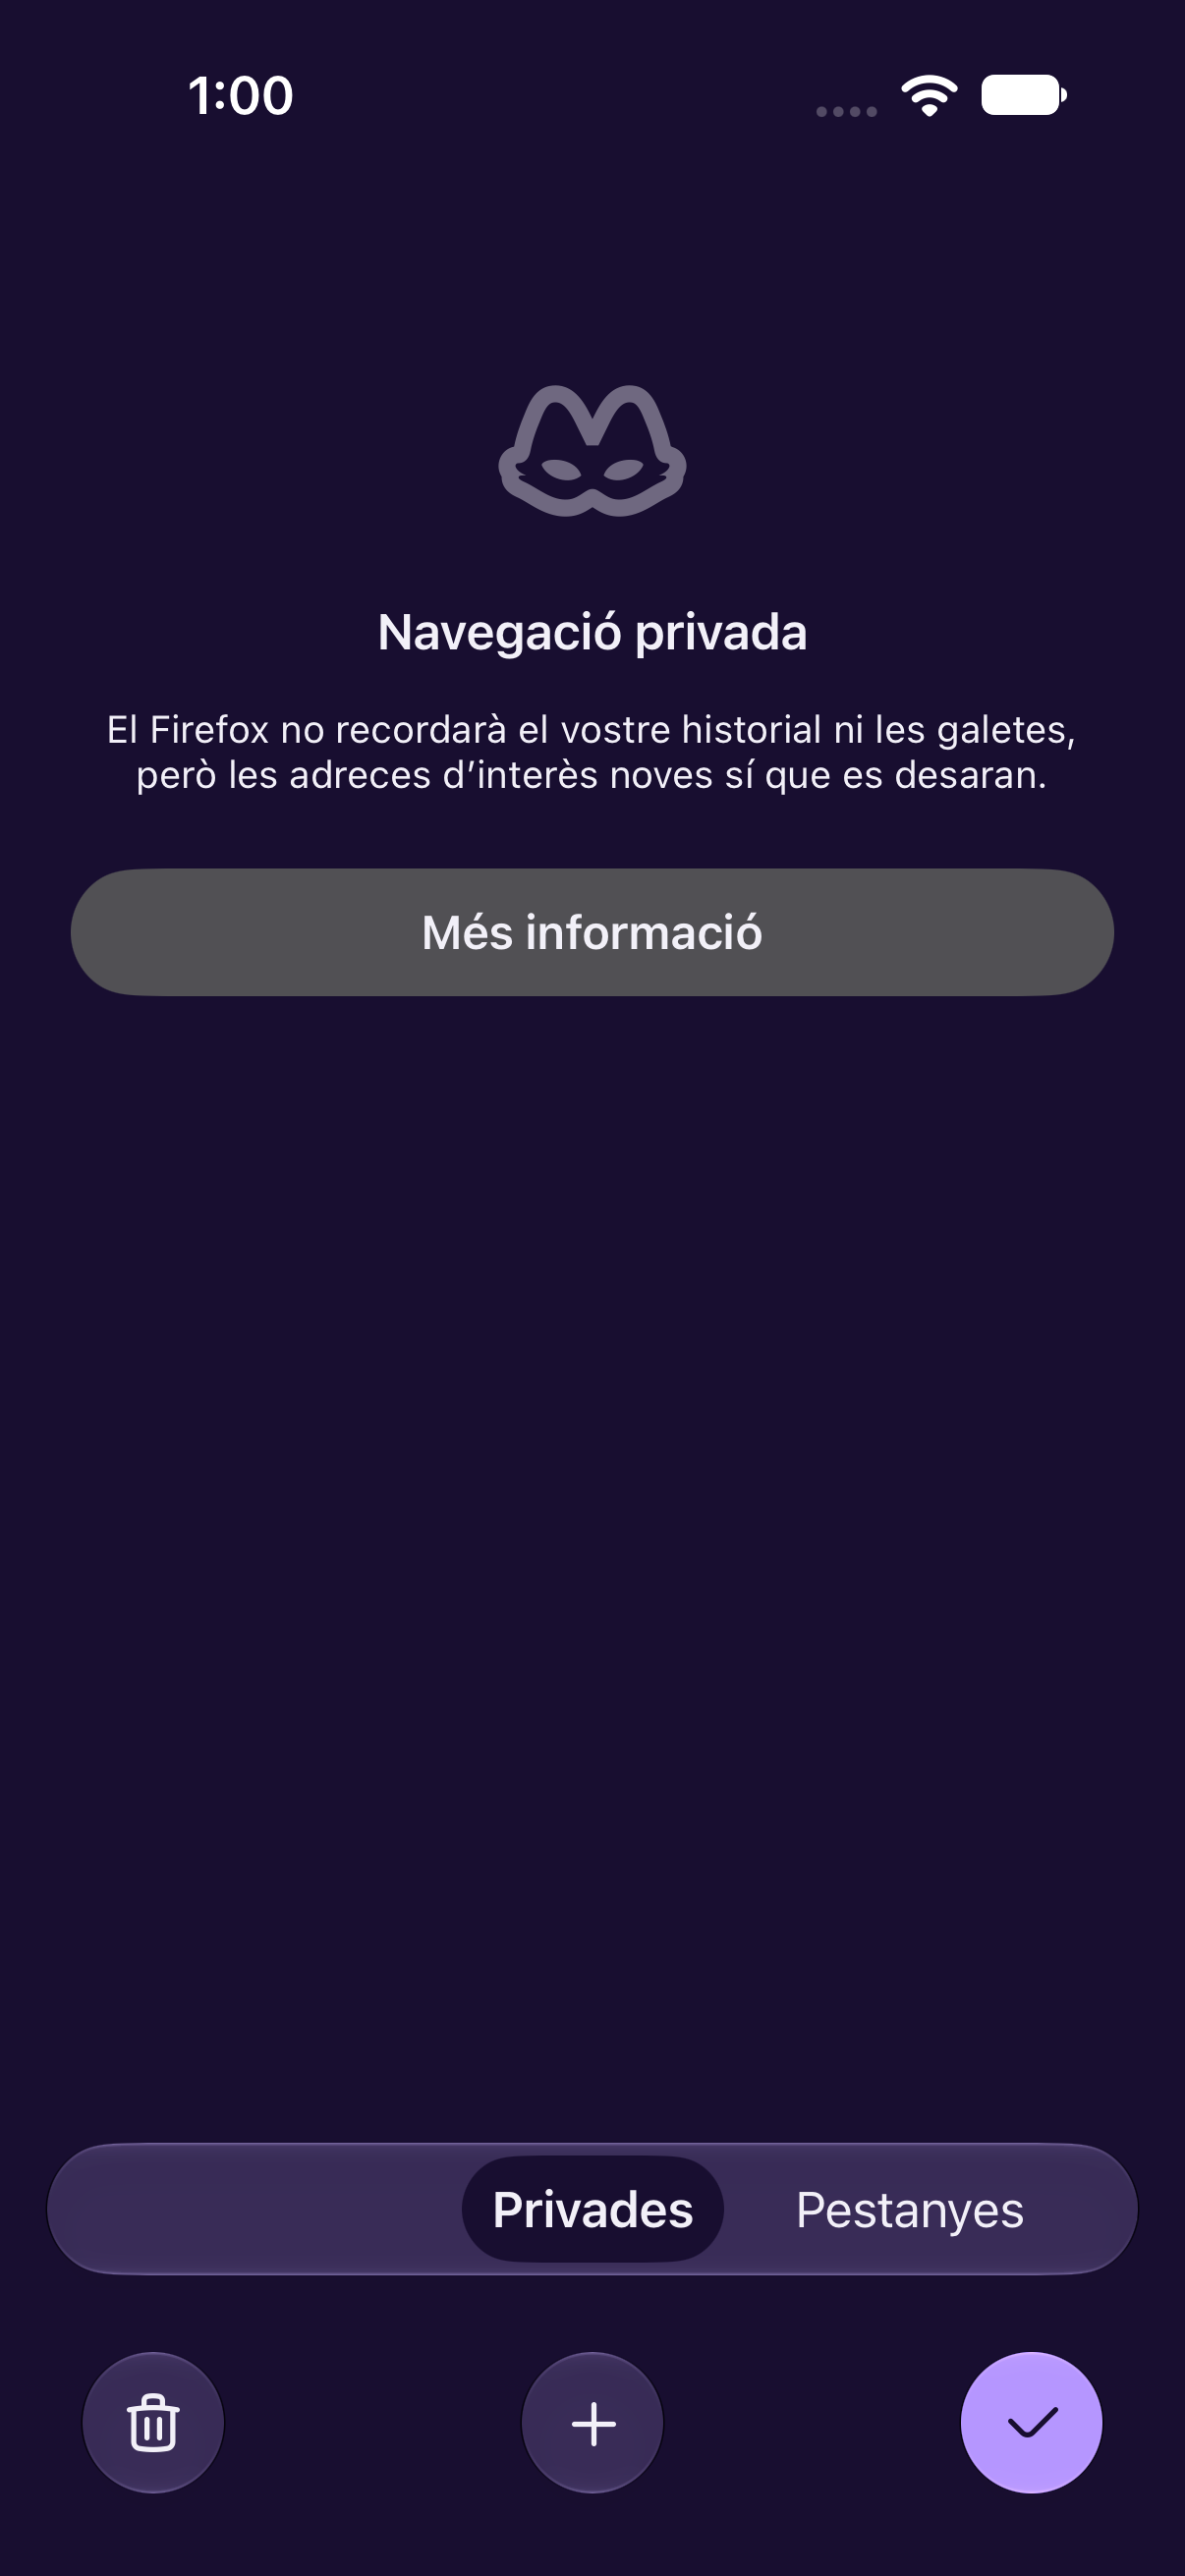 1:00
Navegació privada
El Firefox no recordarà el vostre historial ni les galetes,
però les adreces d’interès noves sí que es desaran.
Més informació
Privades
Pestanyes